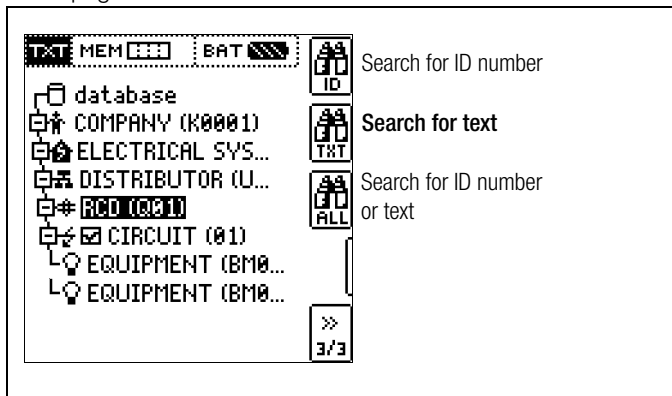 TXT MEM BAT
database
COMPANY (K0001)
ELECTRICAL SYS...
DISTRIBUTOR (U...
RCD (Q01)
CIRCUIT (01)
EQUIPMENT (BM0...
EQUIPMENT (BM0...
ID
Search for ID number
TXT
Search for text
ALL
Search for ID number
or text
»
3/3